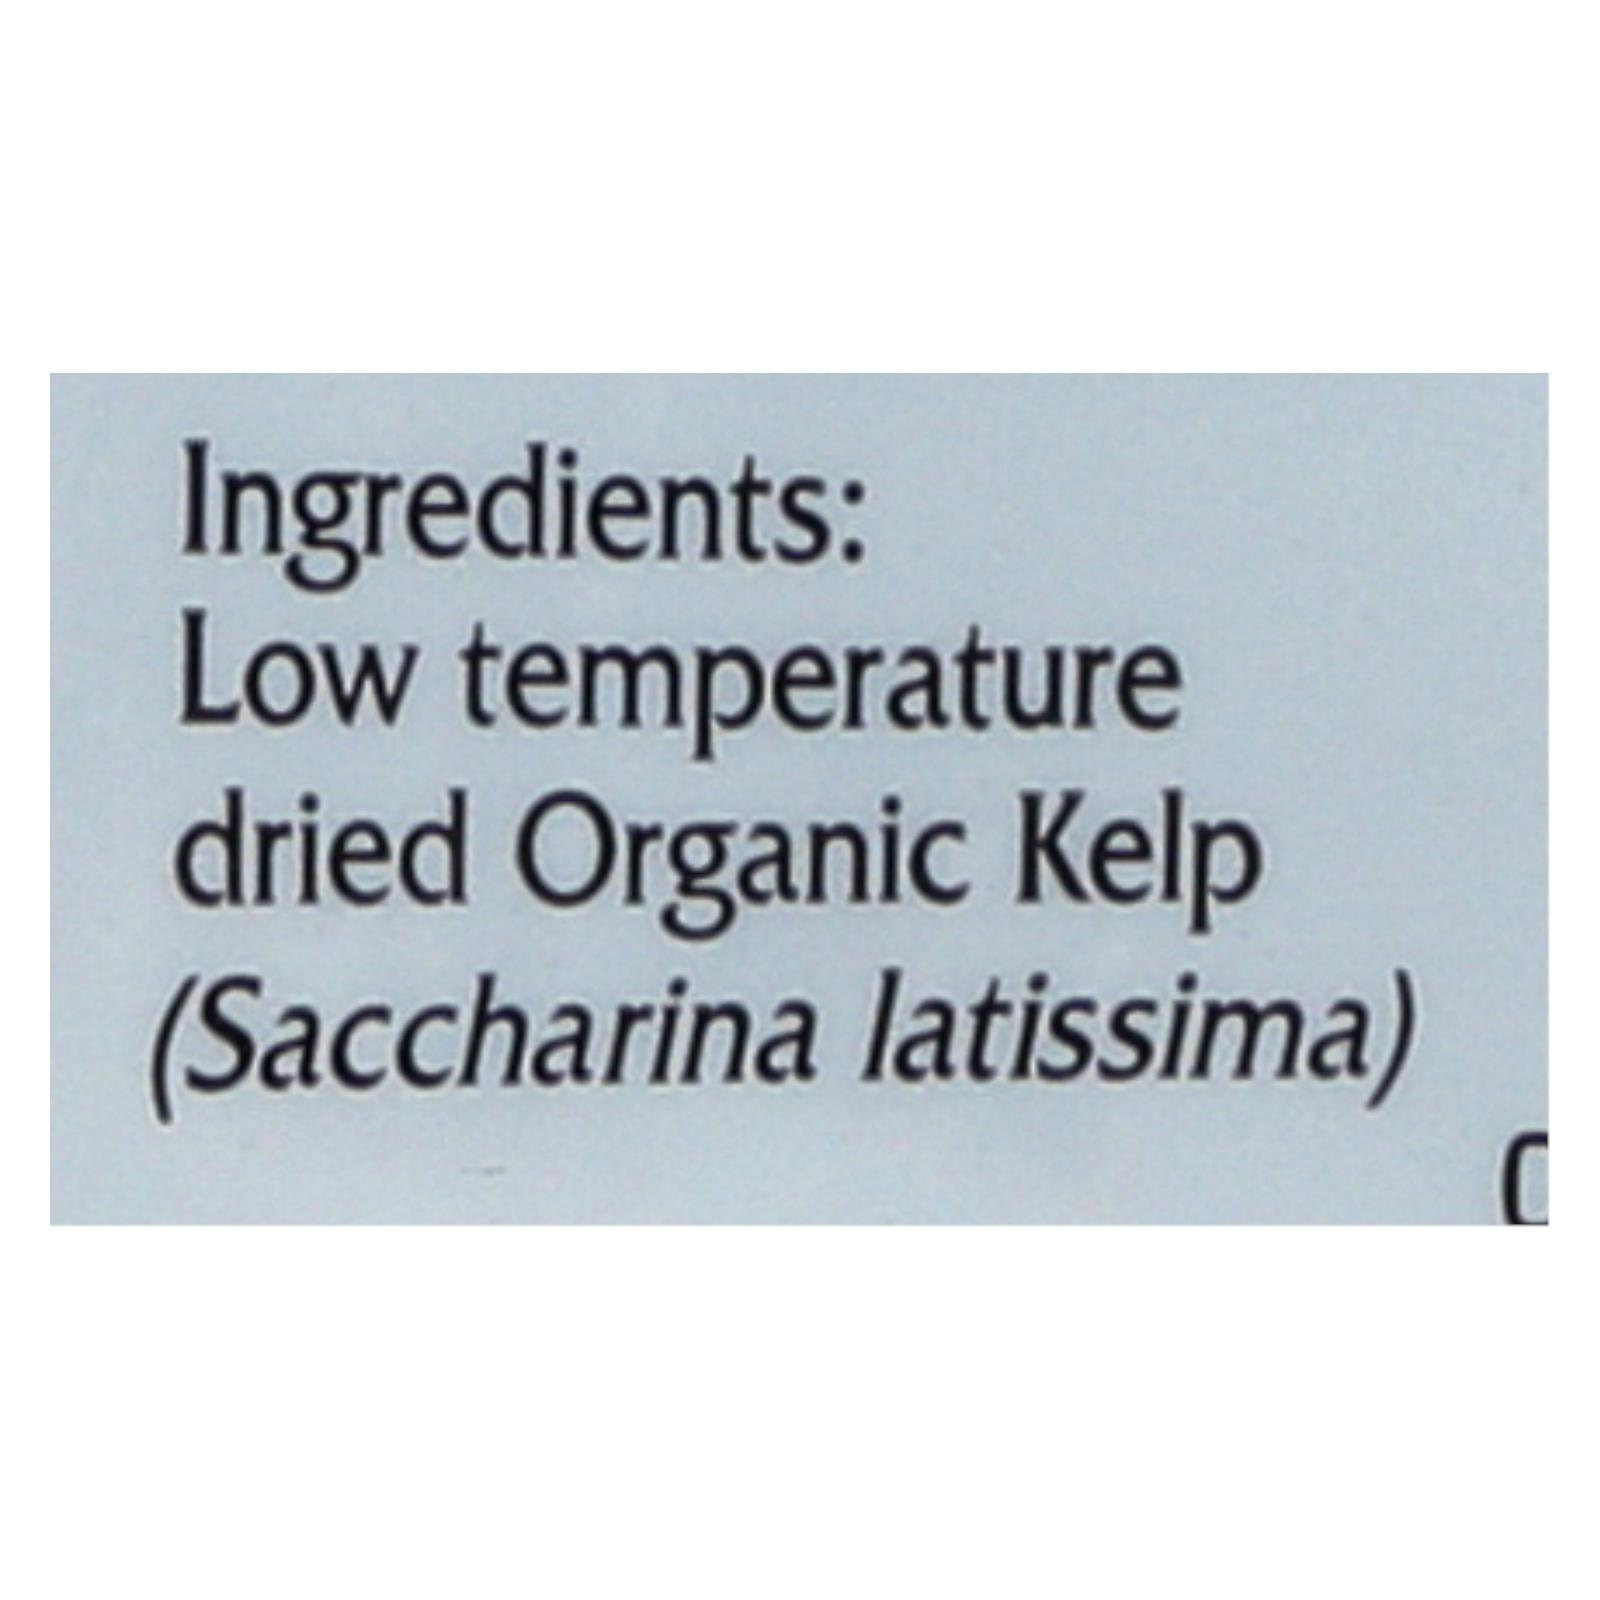 Ingredients:
Low temperature
dried Organic Kelp
(Saccharina latissima)